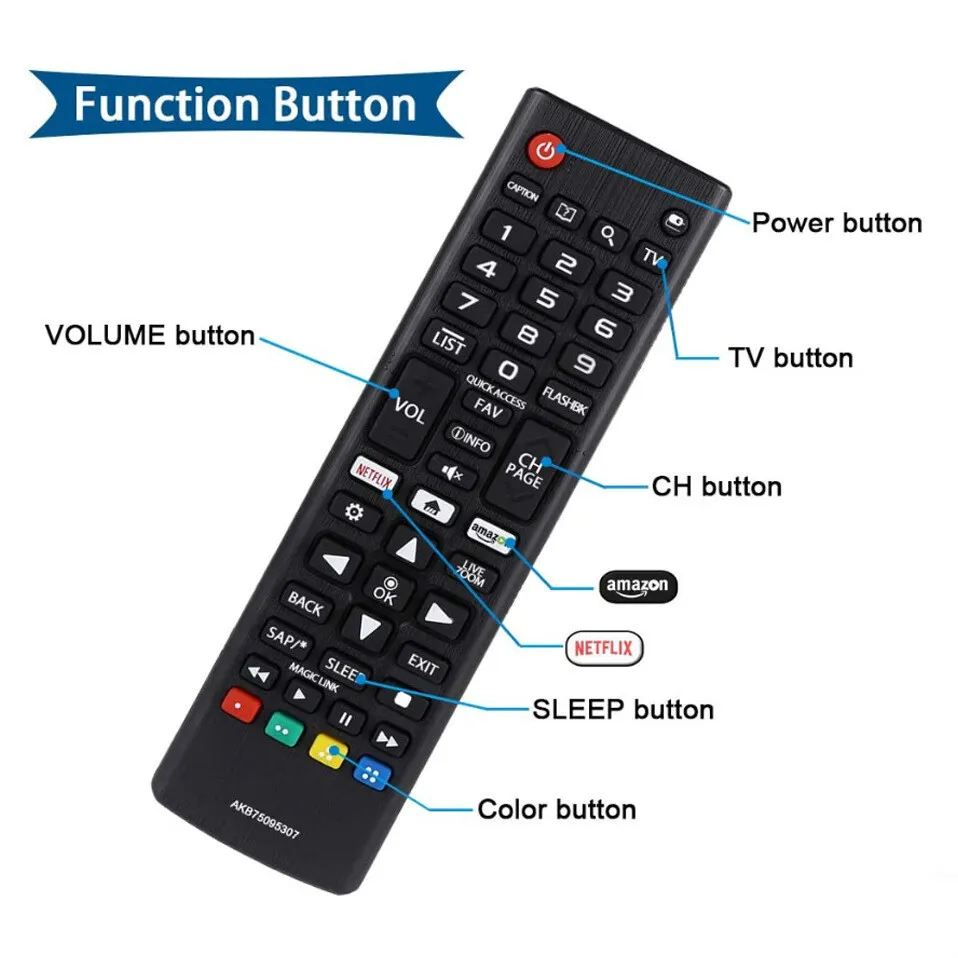 Function Button
CAPTION
TV
1
2
3
4
5
6
7
8
9
LIST
0
FLASHBK
QUICK ACCESS
FAV
VOL
INFO
CH
PAGE
NETFLIX
amazon
LIVE
ZOOM
OK
BACK
EXIT
SAP/*
SLEEP
MAGIC LINK
AKB75095307
Power button
TV button
VOLUME button
CH button
amazon
NETFLIX
SLEEP button
Color button